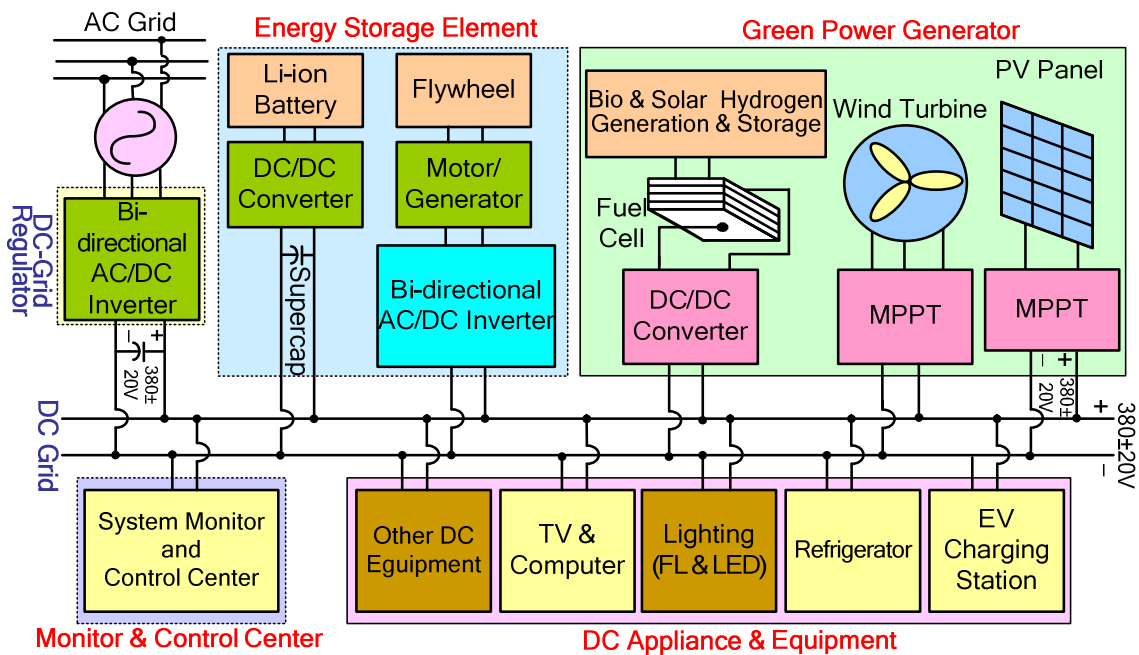 AC Grid
Energy Storage Element
Green Power Generator
Li-ion
Battery
Flywheel
Bio & Solar Hydrogen
Generation & Storage
Wind Turbine
PV Panel
DC/DC
Converter
Motor/
Generator
Fuel
Cell
DC-Grid
Regulator
Bi-
directional
AC/DC
Inverter
Supercap
Bi-directional
AC/DC Inverter
DC/DC
Converter
MPPT
MPPT
– +
380±
20V
– +
380±
20V
DC Grid
+
380±20V
–
System Monitor
and
Control Center
Other DC
Eguipment
TV &
Computer
Lighting
(FL & LED)
Refrigerator
EV
Charging
Station
Monitor & Control Center
DC Appliance & Equipment